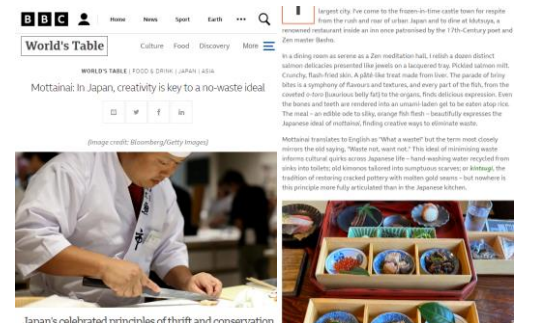 BBC
Home News Sport Earth
World's Table
Culture Food Discovery More
WORLD'S TABLE | FOOD & DRINK | JAPAN | ASIA
Mottainai: In Japan, creativity is key to a no-waste ideal
(Image credit: Bloomberg/Getty Images)
Japan's celebrated principles of thrift and conservation
largest city. I've come to the frozen-in-time castle town for respite
from the rush and roar of urban Japan and to dine at Idutsuya, a
renowned restaurant inside an inn once patronised by the 17th-Century poet and
Zen master Basho.
In a dining room as serene as a Zen meditation hall, I relish a dozen distinct
salmon delicacies presented like jewels on a lacquered tray. Pickled salmon milt.
Crunchy, flash-fried skin. A pâté-like treat made from liver. The parade of briny
bites is a symphony of flavours and textures, and every part of the fish, from the
coveted o-toro (luxurious belly fat) to the organs, finds delicious expression. Even
the bones and teeth are rendered into an umami-laden gel to be eaten atop rice.
The meal – an edible ode to silky, orange fish flesh – beautifully expresses the
Japanese ideal of mottainai, finding creative ways to eliminate waste.
Mottainai translates to English as "What a waste!" but the term most closely
mirrors the old saying, "Waste not, want not." This ideal of minimising waste
informs cultural quirks across Japanese life – hand-washing water recycled from
sinks into toilets; old kimonos tailored into sumptuous scarves; or kintsugi, the
tradition of restoring cracked pottery with molten gold seams – but nowhere is
this principle more fully articulated than in the Japanese kitchen.